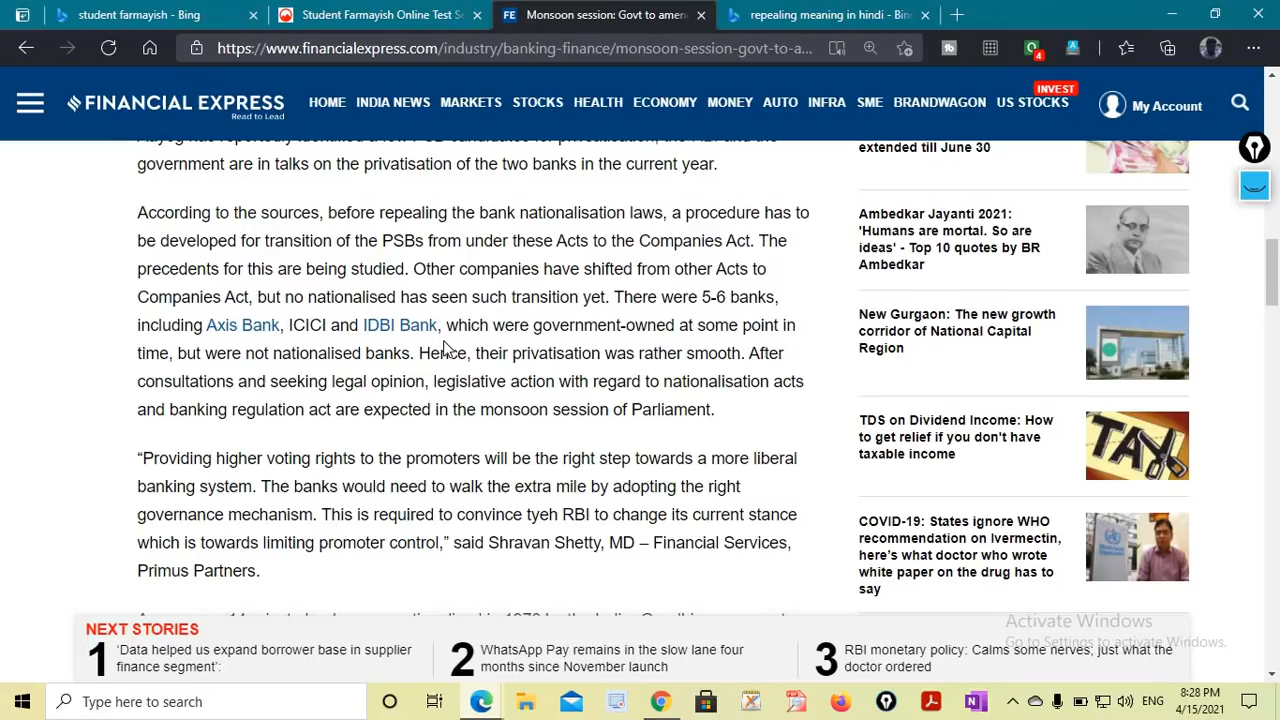 student farmayish - Bing
Student Farmayish Online Test Se
Monsoon session: Govt to amen
repealing meaning in hindi - Bin
https://www.financialexpress.com/industry/banking-finance/monsoon-session-govt-to-a...
4
FINANCIAL EXPRESS
Read to Lead
HOME INDIA NEWS MARKETS STOCKS HEALTH ECONOMY MONEY AUTO INFRA SME BRANDWAGON US STOCKS
INVEST
My Account
government are in talks on the privatisation of the two banks in the current year.
According to the sources, before repealing the bank nationalisation laws, a procedure has to
be developed for transition of the PSBs from under these Acts to the Companies Act. The
precedents for this are being studied. Other companies have shifted from other Acts to
Companies Act, but no nationalised has seen such transition yet. There were 5-6 banks,
including Axis Bank, ICICI and IDBI Bank, which were government-owned at some point in
time, but were not nationalised banks. Hence, their privatisation was rather smooth. After
consultations and seeking legal opinion, legislative action with regard to nationalisation acts
and banking regulation act are expected in the monsoon session of Parliament.
“Providing higher voting rights to the promoters will be the right step towards a more liberal
banking system. The banks would need to walk the extra mile by adopting the right
governance mechanism. This is required to convince tyeh RBI to change its current stance
which is towards limiting promoter control,” said Shravan Shetty, MD – Financial Services,
Primus Partners.
extended till June 30
Ambedkar Jayanti 2021:
'Humans are mortal. So are
ideas' - Top 10 quotes by BR
Ambedkar
New Gurgaon: The new growth
corridor of National Capital
Region
TDS on Dividend Income: How
to get relief if you don't have
taxable income
TAX
COVID-19: States ignore WHO
recommendation on Ivermectin,
here's what doctor who wrote
white paper on the drug has to
say
NEXT STORIES
1 ‘Data helped us expand borrower base in supplier
finance segment’:
2 WhatsApp Pay remains in the slow lane four
months since November launch
3 RBI monetary policy: Calms some nerves, just what the
doctor ordered
Activate Windows
Go to Settings to activate Windows.
Type here to search
ENG
8:28 PM
4/15/2021